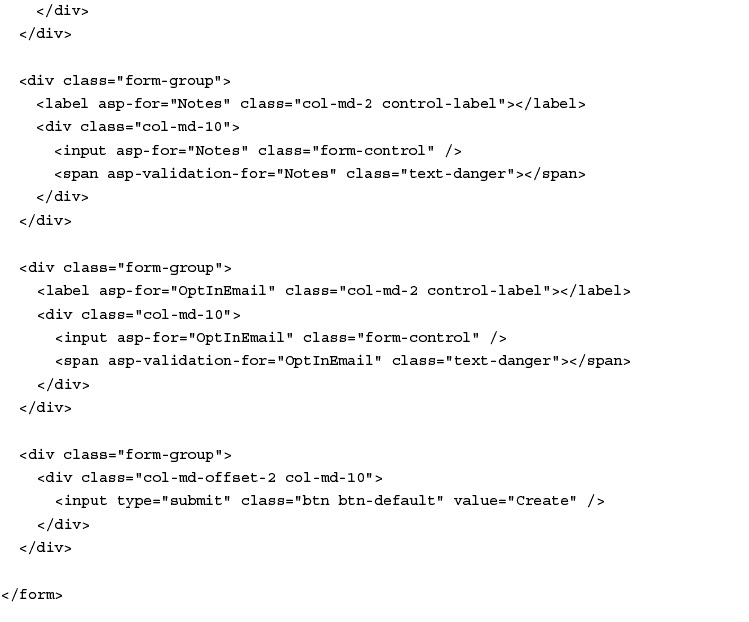 </div>
  </div>

  <div class="form-group">
    <label asp-for="Notes" class="col-md-2 control-label"></label>
    <div class="col-md-10">
      <input asp-for="Notes" class="form-control" />
      <span asp-validation-for="Notes" class="text-danger"></span>
    </div>
  </div>

  <div class="form-group">
    <label asp-for="OptInEmail" class="col-md-2 control-label"></label>
    <div class="col-md-10">
      <input asp-for="OptInEmail" class="form-control" />
      <span asp-validation-for="OptInEmail" class="text-danger"></span>
    </div>
  </div>

  <div class="form-group">
    <div class="col-md-offset-2 col-md-10">
      <input type="submit" class="btn btn-default" value="Create" />
    </div>
  </div>

</form>